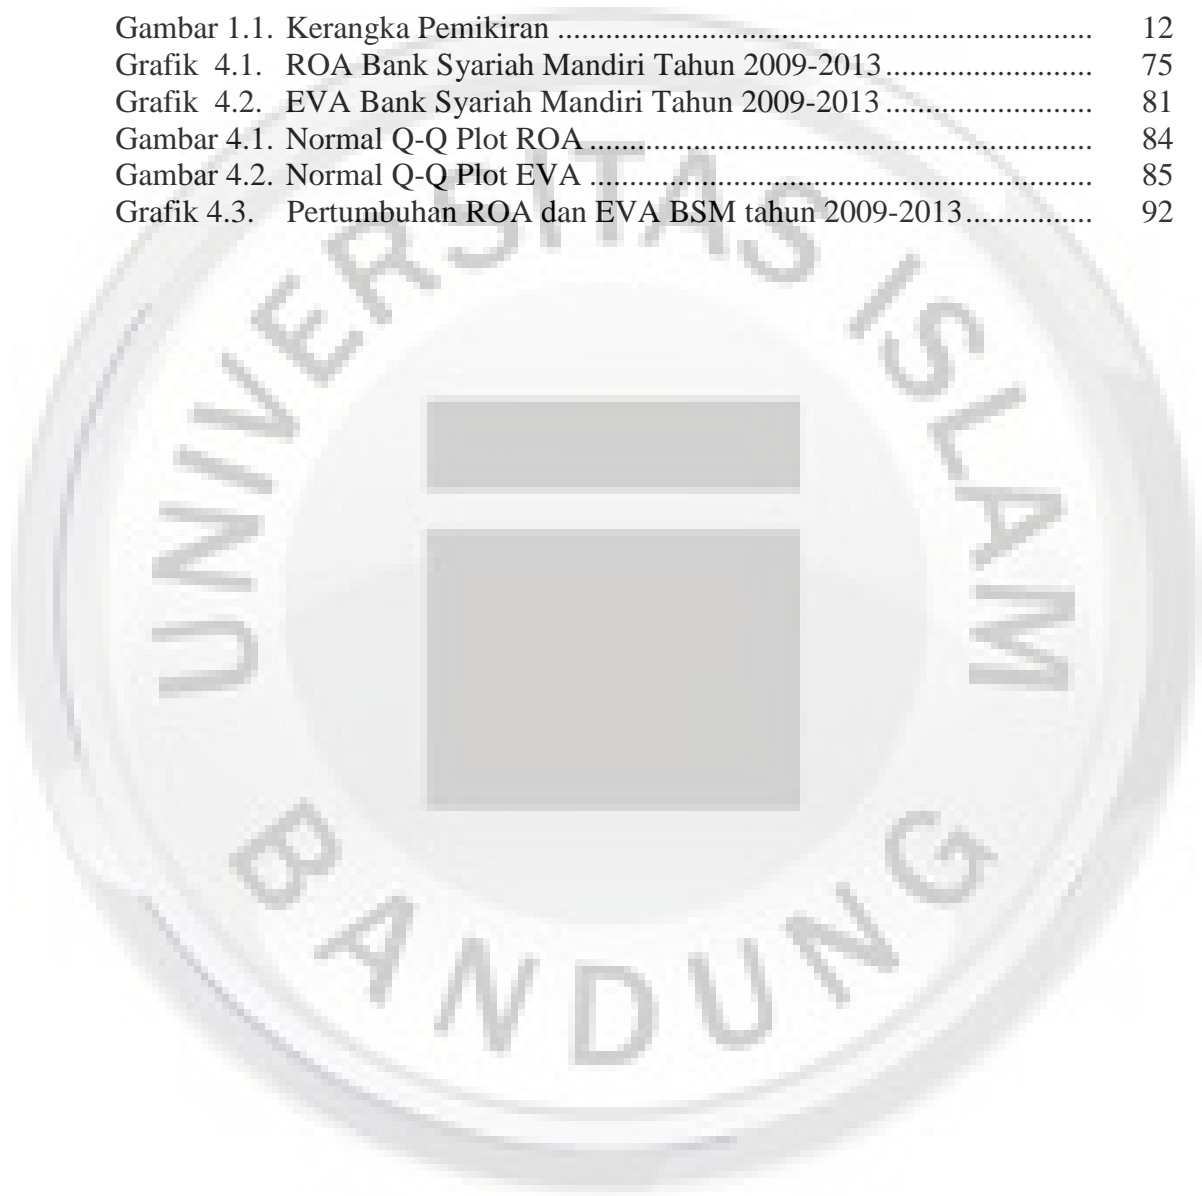 Gambar 1.1. Kerangka Pemikiran .................................................................. 12
Grafik 4.1. ROA Bank Syariah Mandiri Tahun 2009-2013.......................... 75
Grafik 4.2. EVA Bank Syariah Mandiri Tahun 2009-2013 .......................... 81
Gambar 4.1. Normal Q-Q Plot ROA............................................................... 84
Gambar 4.2. Normal Q-Q Plot EVA .............................................................. 85
Grafik 4.3. Pertumbuhan ROA dan EVA BSM tahun 2009-2013................ 92
UNIVERSITAS ISLAM
BANDUNG